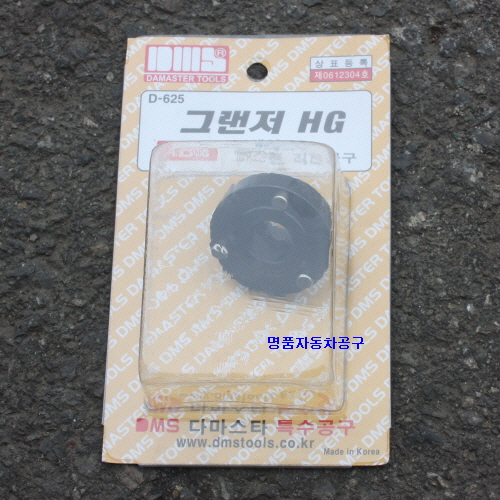 DMS®
DAMASTER TOOLS
상표등록
제0612304호
D-625
그랜저 HG
공구
명품자동차공구
DMS 다마스타 특수공구
www.dmstools.co.kr
Made in Korea